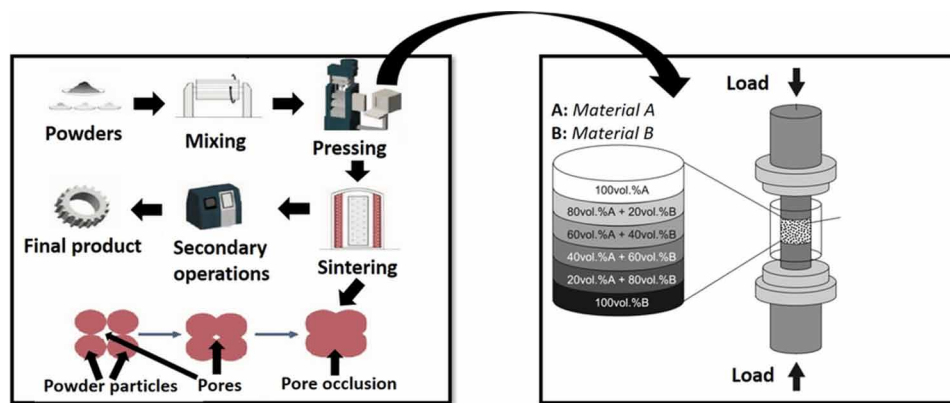 Powders
Mixing
Pressing
Final product
Secondary
operations
Sintering
Powder particles
Pores
Pore occlusion
Load
A: Material A
B: Material B
100vol.%A
80vol.%A + 20vol.%B
60vol.%A + 40vol.%B
40vol.%A + 60vol.%B
20vol.%A + 80vol.%B
100vol.%B
Load